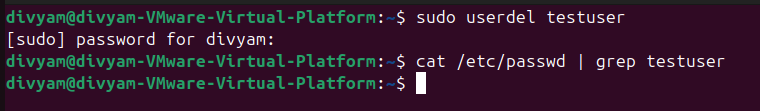 divyam@divyam-VMware-Virtual-Platform:~$ sudo userdel testuser
[sudo] password for divyam:
divyam@divyam-VMware-Virtual-Platform:~$ cat /etc/passwd | grep testuser
divyam@divyam-VMware-Virtual-Platform:~$